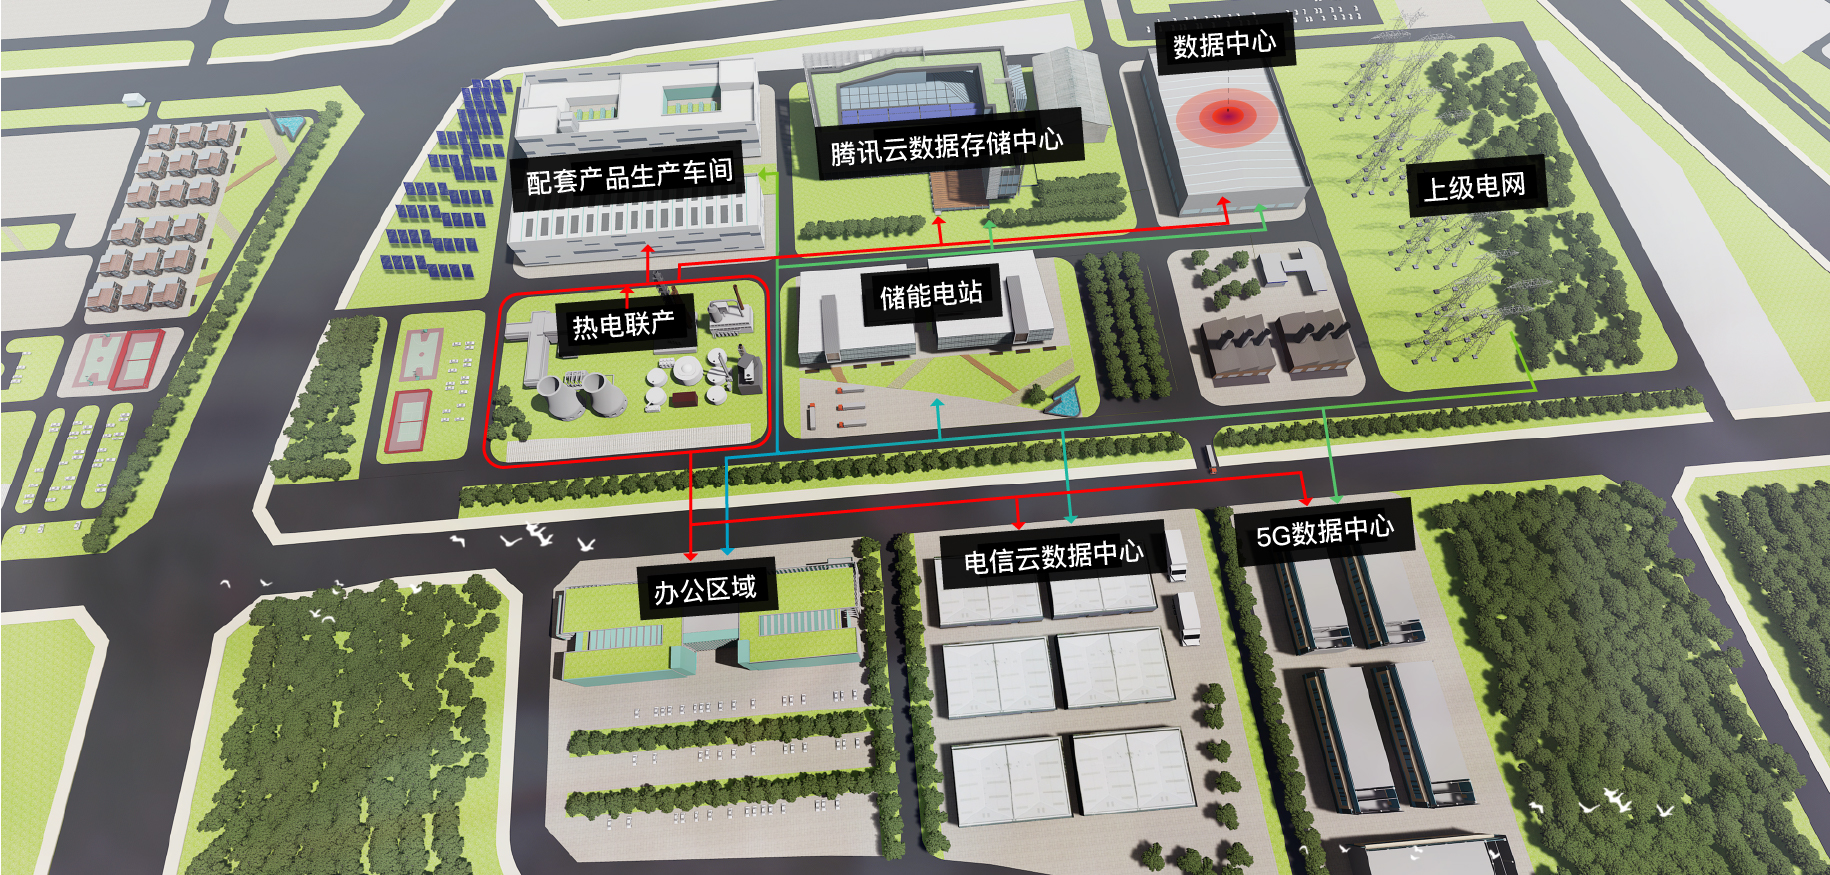 数据中心
腾讯云数据存储中心
配套产品生产车间
上级电网
储能电站
热电联产
5G数据中心
电信云数据中心
办公区域